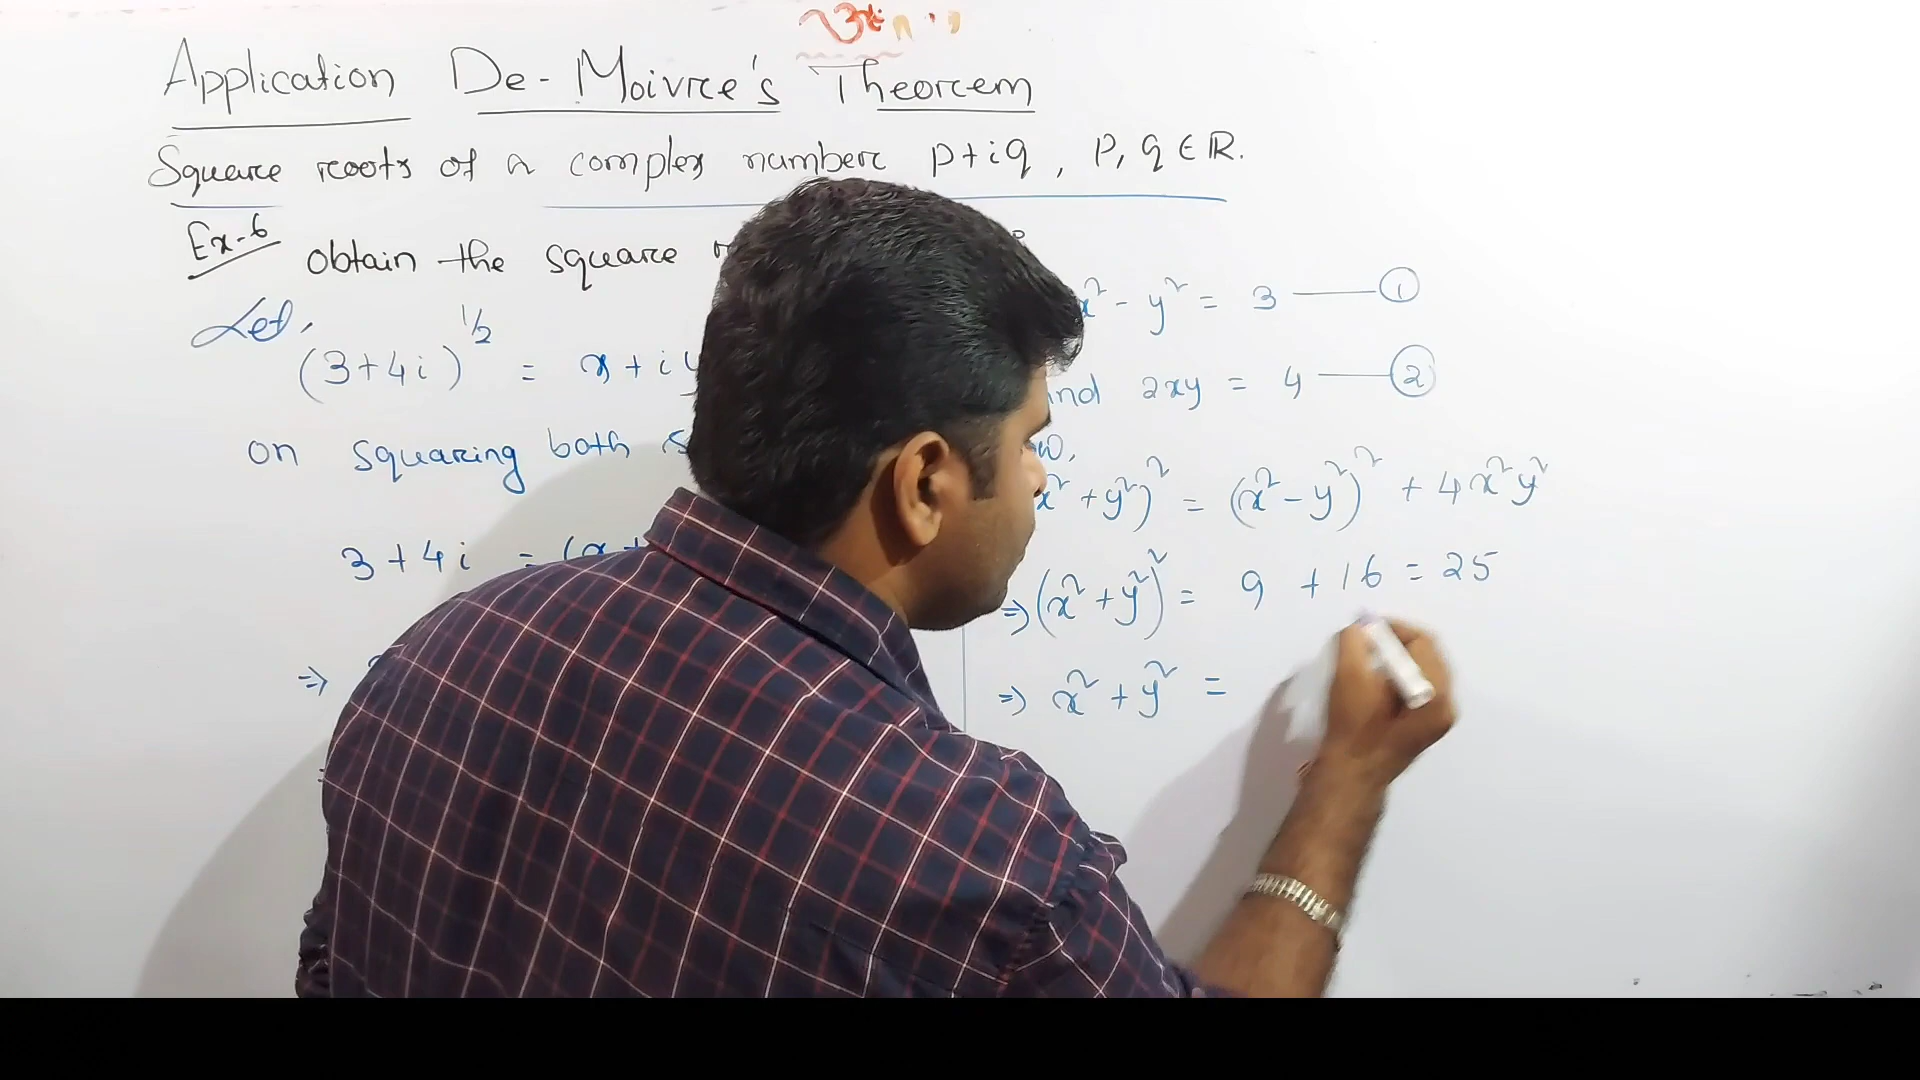 Application De-Moivre's Theorem
Square roots of a complex number p+iq, p, q ∈ ℝ.
Ex-6 obtain the square
Let,
(3+4i)^1/2 = x+iy
on squaring both
3+4i = (x+
⇒
x² - y² = 3 —— ①
and 2xy = 4 —— ②
(x² + y²)² = (x² - y²)² + 4x²y²
⇒ (x² + y²)² = 9 + 16 = 25
⇒ x² + y² =